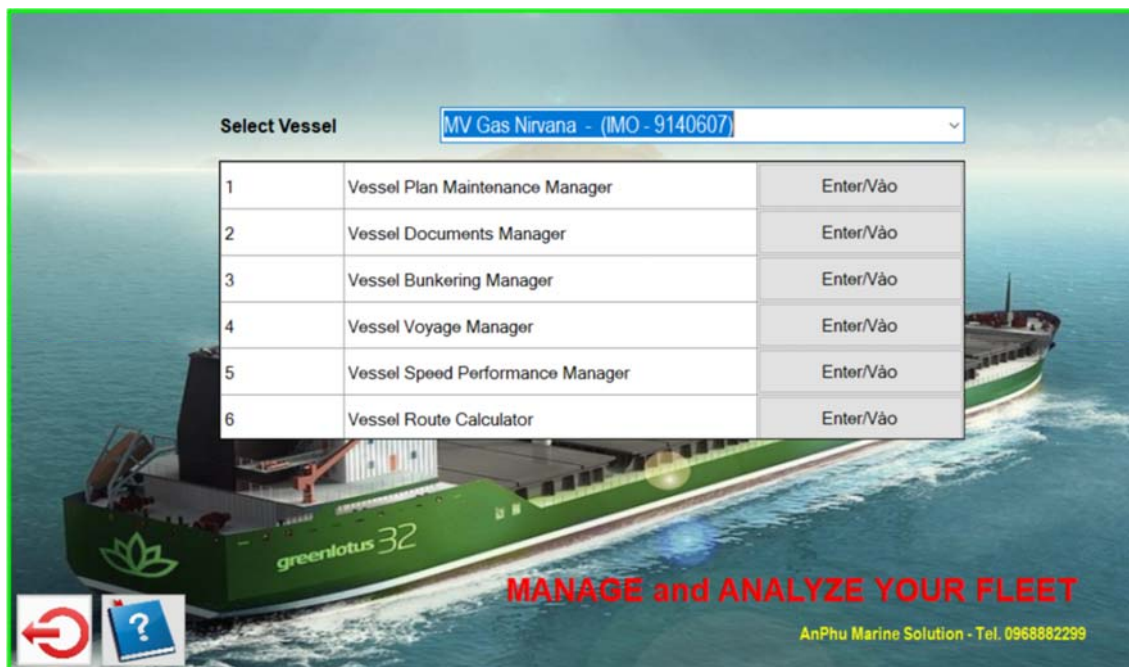 Select Vessel MV Gas Nirvana - (IMO - 9140607)
1 Vessel Plan Maintenance Manager Enter/Vào
2 Vessel Documents Manager Enter/Vào
3 Vessel Bunkering Manager Enter/Vào
4 Vessel Voyage Manager Enter/Vào
5 Vessel Speed Performance Manager Enter/Vào
6 Vessel Route Calculator Enter/Vào
greenlotus 32
MANAGE and ANALYZE YOUR FLEET
?
AnPhu Marine Solution - Tel. 0968882299